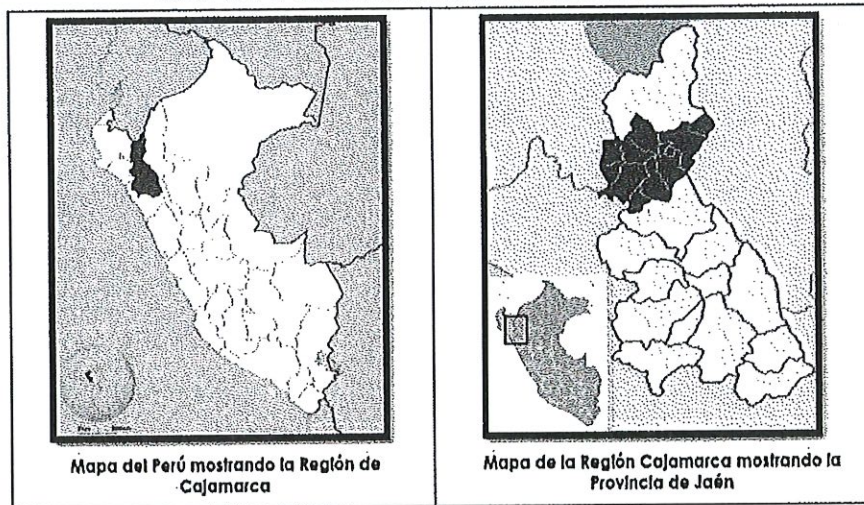 Mapa del Perú mostrando la Región de
Cajamarca
Mapa de la Región Cajamarca mostrando la
Provincia de Jaén